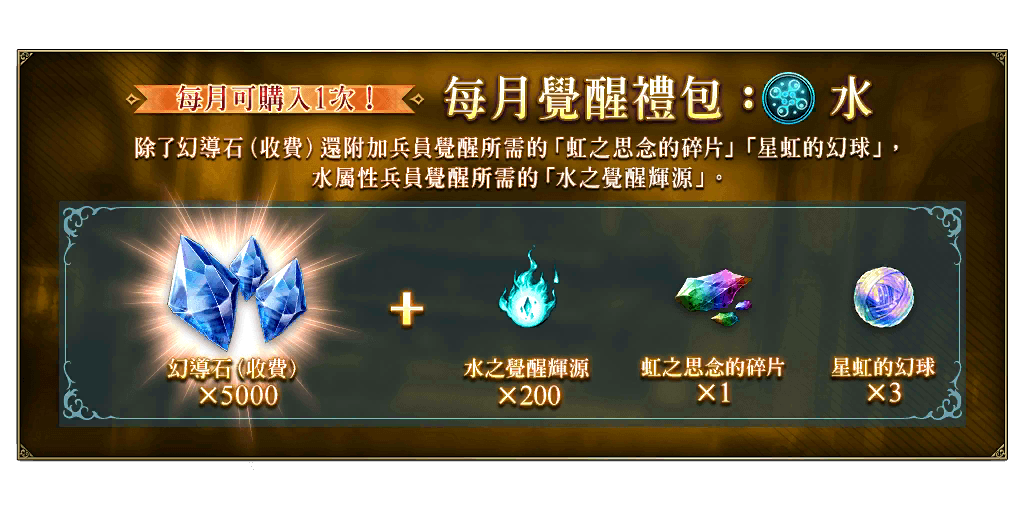 每月可購入1次！
每月覺醒禮包：水
除了幻導石(收費)還附加兵員覺醒所需的「虹之思念的碎片」「星虹的幻球」，
水屬性兵員覺醒所需的「水之覺醒輝源」。
+
幻導石(收費)
×5000
水之覺醒輝源
×200
虹之思念的碎片
×1
星虹的幻球
×3